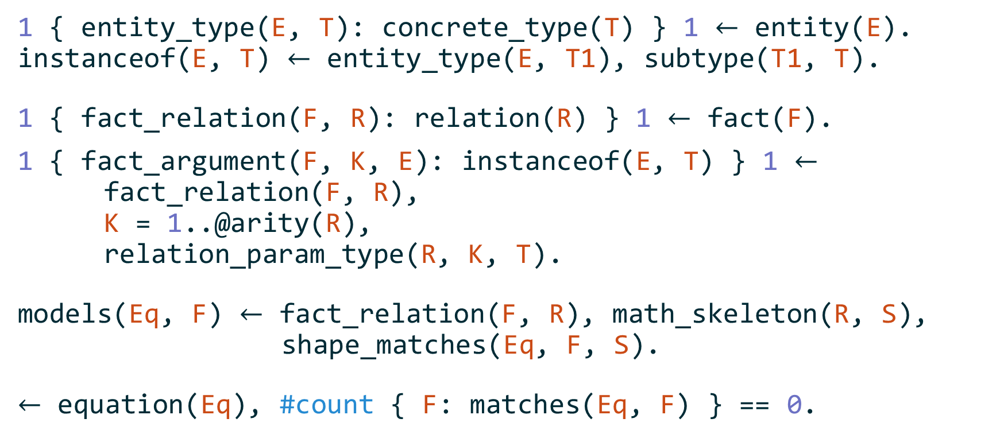 1 { entity_type(E, T): concrete_type(T) } 1 ← entity(E).
instanceof(E, T) ← entity_type(E, T1), subtype(T1, T).
1 { fact_relation(F, R): relation(R) } 1 ← fact(F).
1 { fact_argument(F, K, E): instanceof(E, T) } 1 ←
fact_relation(F, R),
K = 1..@arity(R),
relation_param_type(R, K, T).
models(Eq, F) ← fact_relation(F, R), math_skeleton(R, S),
shape_matches(Eq, F, S).
← equation(Eq), #count { F: matches(Eq, F) } == 0.